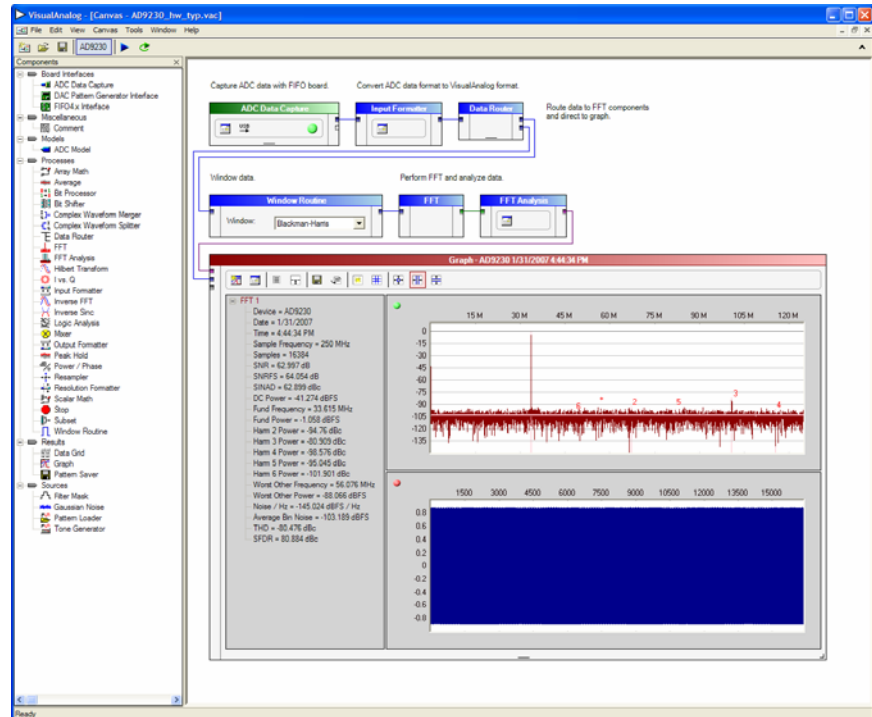 VisualAnalog - [Canvas - AD9230_hw_typ.vac]
File Edit View Canvas Tools Window Help
AD9230
Components
Board Interfaces
ADC Data Capture
DAC Pattern Generator Interface
FIFO4.x Interface
Miscellaneous
Comment
Models
ADC Model
Processes
Array Math
Average
Bit Processor
Bit Shifter
Complex Waveform Merger
Complex Waveform Splitter
Data Router
FFT
FFT Analysis
Hilbert Transform
I vs. Q
Input Formatter
Inverse FFT
Inverse Sinc
Logic Analysis
Mixer
Output Formatter
Peak Hold
Power / Phase
Resampler
Resolution Formatter
Scalar Math
Stop
Subset
Window Routine
Results
Data Grid
Graph
Pattern Saver
Sources
Filter Mask
Gaussian Noise
Pattern Loader
Tone Generator
Capture ADC data with FIFO board.
Convert ADC data format to VisualAnalog format.
ADC Data Capture
USB
Input Formatter
Data Router
Route data to FFT components
and direct to graph.
Window data.
Perform FFT and analyze data.
Window Routine
Window:
Blackman-Harris
FFT
FFT Analysis
Graph - AD9230 1/31/2007 4:44:34 PM
FFT 1
Device = AD9230
Date = 1/31/2007
Time = 4:44:34 PM
Sample Frequency = 250 MHz
Samples = 16384
SNR = 62.997 dB
SNRFS = 64.054 dB
SINAD = 62.899 dBc
DC Power = -41.274 dBFS
Fund Frequency = 33.615 MHz
Fund Power = -1.058 dBFS
Harm 2 Power = -94.76 dBc
Harm 3 Power = -80.909 dBc
Harm 4 Power = -98.576 dBc
Harm 5 Power = -95.045 dBc
Harm 6 Power = -101.901 dBc
Worst Other Frequency = 56.076 MHz
Worst Other Power = -88.066 dBFS
Noise / Hz = -145.024 dBFS / Hz
Average Bin Noise = -103.189 dBFS
THD = -80.476 dBc
SFDR = 80.884 dBc
15 M 30 M 45 M 60 M 75 M 90 M 105 M 120 M
0
-15
-30
-45
-60
-75
-90
-105
-120
-135
6 * 2 5 3 4
1500 3000 4500 6000 7500 9000 10500 12000 13500 15000
0.8
0.6
0.4
0.2
0
-0.2
-0.4
-0.6
-0.8
Ready